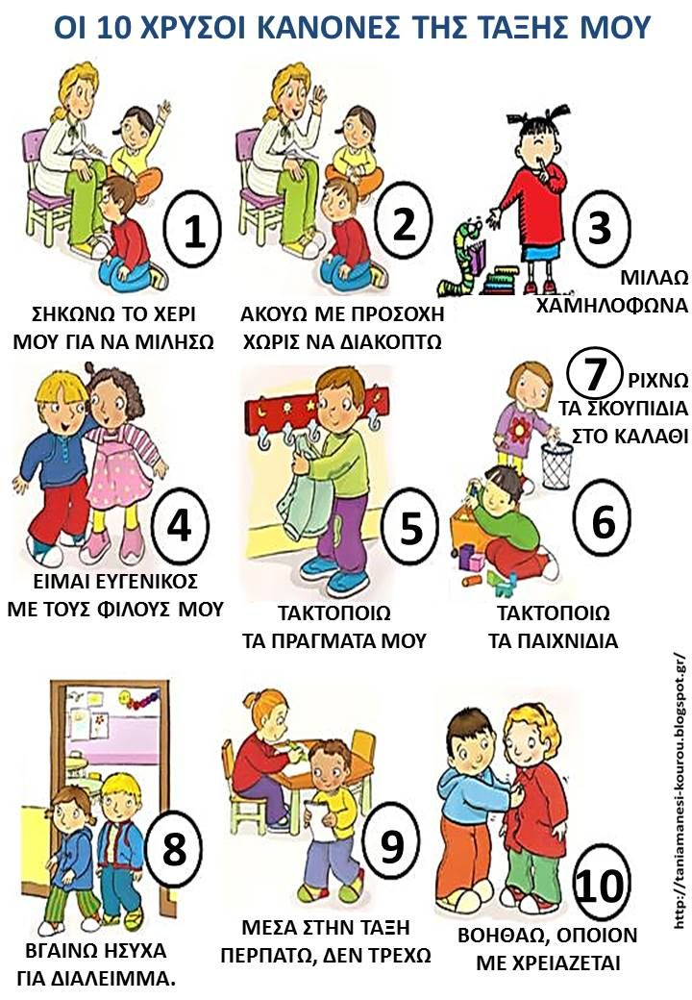 ΟΙ 10 ΧΡΥΣΟΙ ΚΑΝΟΝΕΣ ΤΗΣ ΤΑΞΗΣ ΜΟΥ
1
ΣΗΚΩΝΩ ΤΟ ΧΕΡΙ
ΜΟΥ ΓΙΑ ΝΑ ΜΙΛΗΣΩ
2
ΑΚΟΥΩ ΜΕ ΠΡΟΣΟΧΗ
ΧΩΡΙΣ ΝΑ ΔΙΑΚΟΠΤΩ
3
ΜΙΛΑΩ
ΧΑΜΗΛΟΦΩΝΑ
4
ΕΙΜΑΙ ΕΥΓΕΝΙΚΟΣ
ΜΕ ΤΟΥΣ ΦΙΛΟΥΣ ΜΟΥ
5
ΤΑΚΤΟΠΟΙΩ
ΤΑ ΠΡΑΓΜΑΤΑ ΜΟΥ
7 ΡΙΧΝΩ
ΤΑ ΣΚΟΥΠΙΔΙΑ
ΣΤΟ ΚΑΛΑΘΙ
6
ΤΑΚΤΟΠΟΙΩ
ΤΑ ΠΑΙΧΝΙΔΙΑ
8
ΒΓΑΙΝΩ ΗΣΥΧΑ
ΓΙΑ ΔΙΑΛΕΙΜΜΑ.
9
ΜΕΣΑ ΣΤΗΝ ΤΑΞΗ
ΠΕΡΠΑΤΩ, ΔΕΝ ΤΡΕΧΩ
10
ΒΟΗΘΑΩ, ΟΠΟΙΟΝ
ΜΕ ΧΡΕΙΑΖΕΤΑΙ
http://taniamanesi-kourou.blogspot.gr/